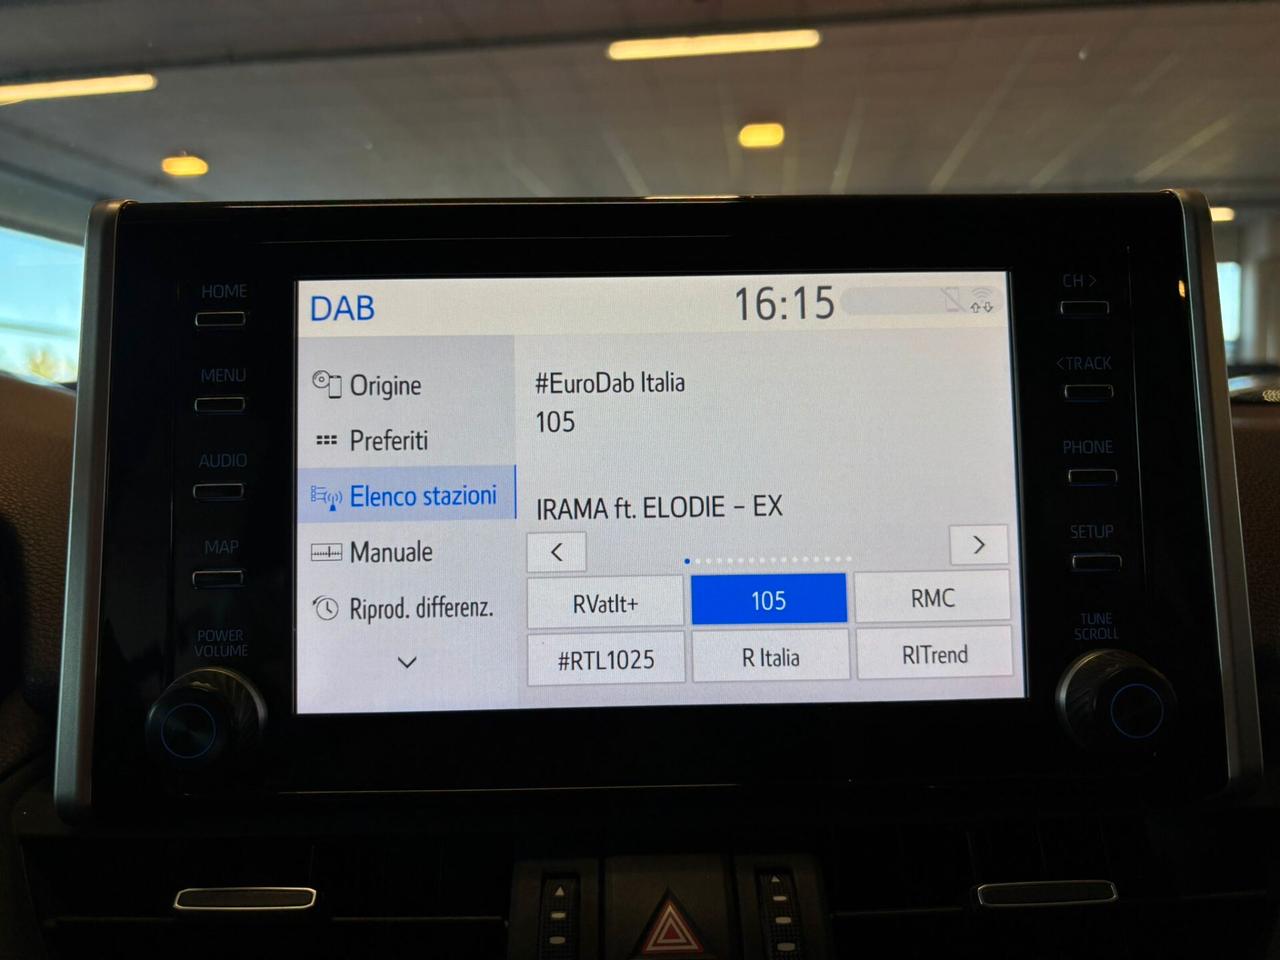 HOME
MENU
AUDIO
MAP
POWER
VOLUME
DAB
16:15
Origine
Preferiti
Elenco stazioni
Manuale
Riprod. differenz.
#EuroDab Italia
105
IRAMA ft. ELODIE - EX
<
>
RVatIt+
105
RMC
#RTL1025
R Italia
RITrend
CH >
<TRACK
PHONE
SETUP
TUNE
SCROLL